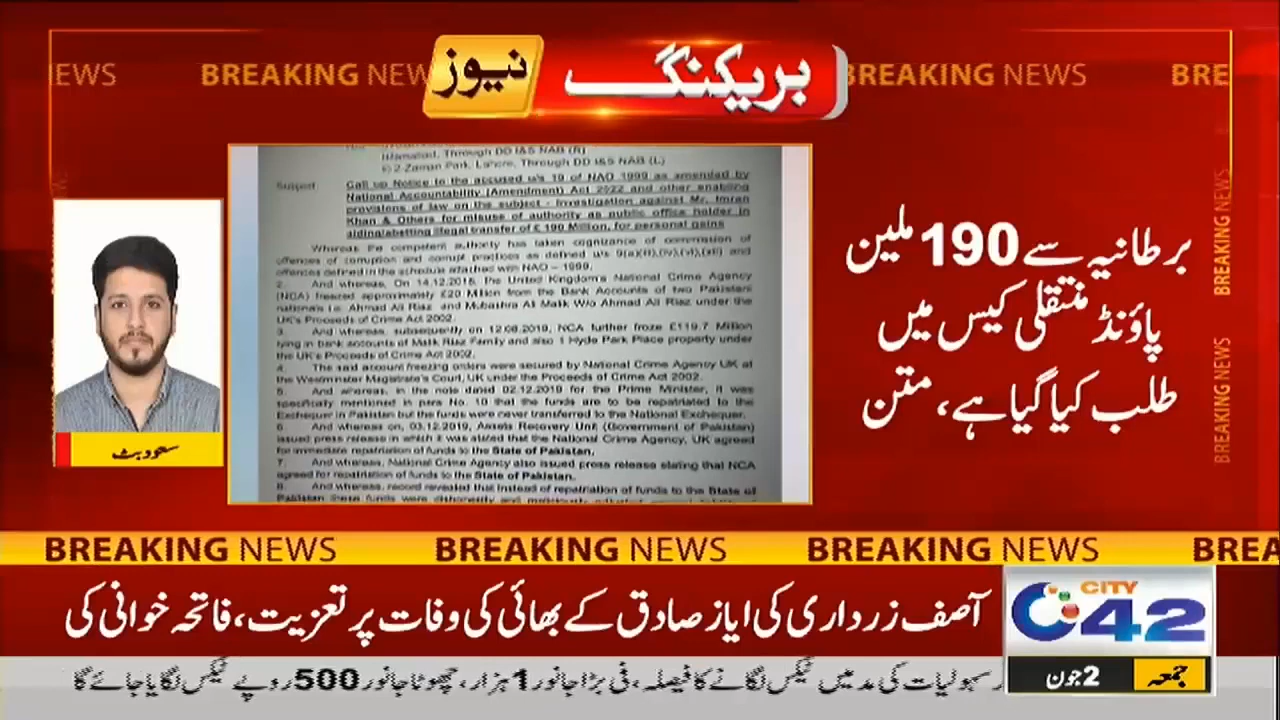 EWS BREAKING NEW
نیوز
بریکنگ
BREAKING NEWS BRE
Islamabad, Through DD I&S NAB (R)
2 Zaman Park, Lahore, Through DD I&S NAB (L)
Subject Call up Notice to the accused u/s 19 of NAO 1999 as amended by
National Accountability (Amendment) Act 2022 and other enabling
provisions of law on the subject - Investigation against Mr. Imran
Khan & Others for misuse of authority as public office holder in
aiding/abetting illegal transfer of £ 190 Million, for personal gains
Whereas the competent authority has taken cognizance of commission of
offences of corruption and corrupt practices as defined u/s 9(a)
offences defined in the schedule attached with NAO – 1999.
2. And whereas, On 14.12.2018, The United Kingdom's National Crime Agency
(NCA) freezed approximately £20 Million from the Bank Accounts of two Pakistani
nationals i.e. Ahmad Ali Riaz and Mubashra Ali Malik W/o Ahmad Ali Riaz under the
UK's Proceeds of Crime Act 2002.
3. And whereas, subsequently on 12.08.2019, NCA further froze £119.7 Million
lying in bank accounts of Malik Riaz Family and also 1 Hyde Park Place property under
the UK's Proceeds of Crime Act 2002.
4. The said account freezing orders were secured by National Crime Agency UK at
the Westminster Magistrate's Court, UK under the Proceeds of Crime Act 2002.
5. And whereas, in the note dated 02.12.2019 for the Prime Minister, it was
specifically mentioned in para No. 10 that the funds are to be repatriated to the
Exchequer in Pakistan but the funds were never transferred to the National Exchequer.
6. And whereas on, 03.12.2019, Assets Recovery Unit (Government of Pakistan)
issued press release in which it was stated that the National Crime Agency, UK agreed
for immediate repatriation of funds to the State of Pakistan.
7. And whereas, National Crime Agency also issued press release stating that NCA
agreed for repatriation of funds to the State of Pakistan.
8. And whereas, record revealed that instead of repatriation of funds to the State of
Pakistan these funds were dishonestly and maliciously adjusted
برطانیہ سے 190 ملین
پاؤنڈ منتقلی کیس میں
طلب کیا گیا ہے، متن
سعود بٹ
BREAKING NEWS
BREAKING NEWS
BREAKING NEWS BREAKING NEWS BREAKING NEWS BREA
آصف زرداری کی ایاز صادق کے بھائی کی وفات پر تعزیت، فاتحہ خوانی کی
CITY
42
جمعہ 2 جون
سہولیات کی مد میں ٹیکس لگانے کا فیصلہ، فی بڑا جانور 1 ہزار، چھوٹا جانور 500 روپے ٹیکس لگایا جائے گا